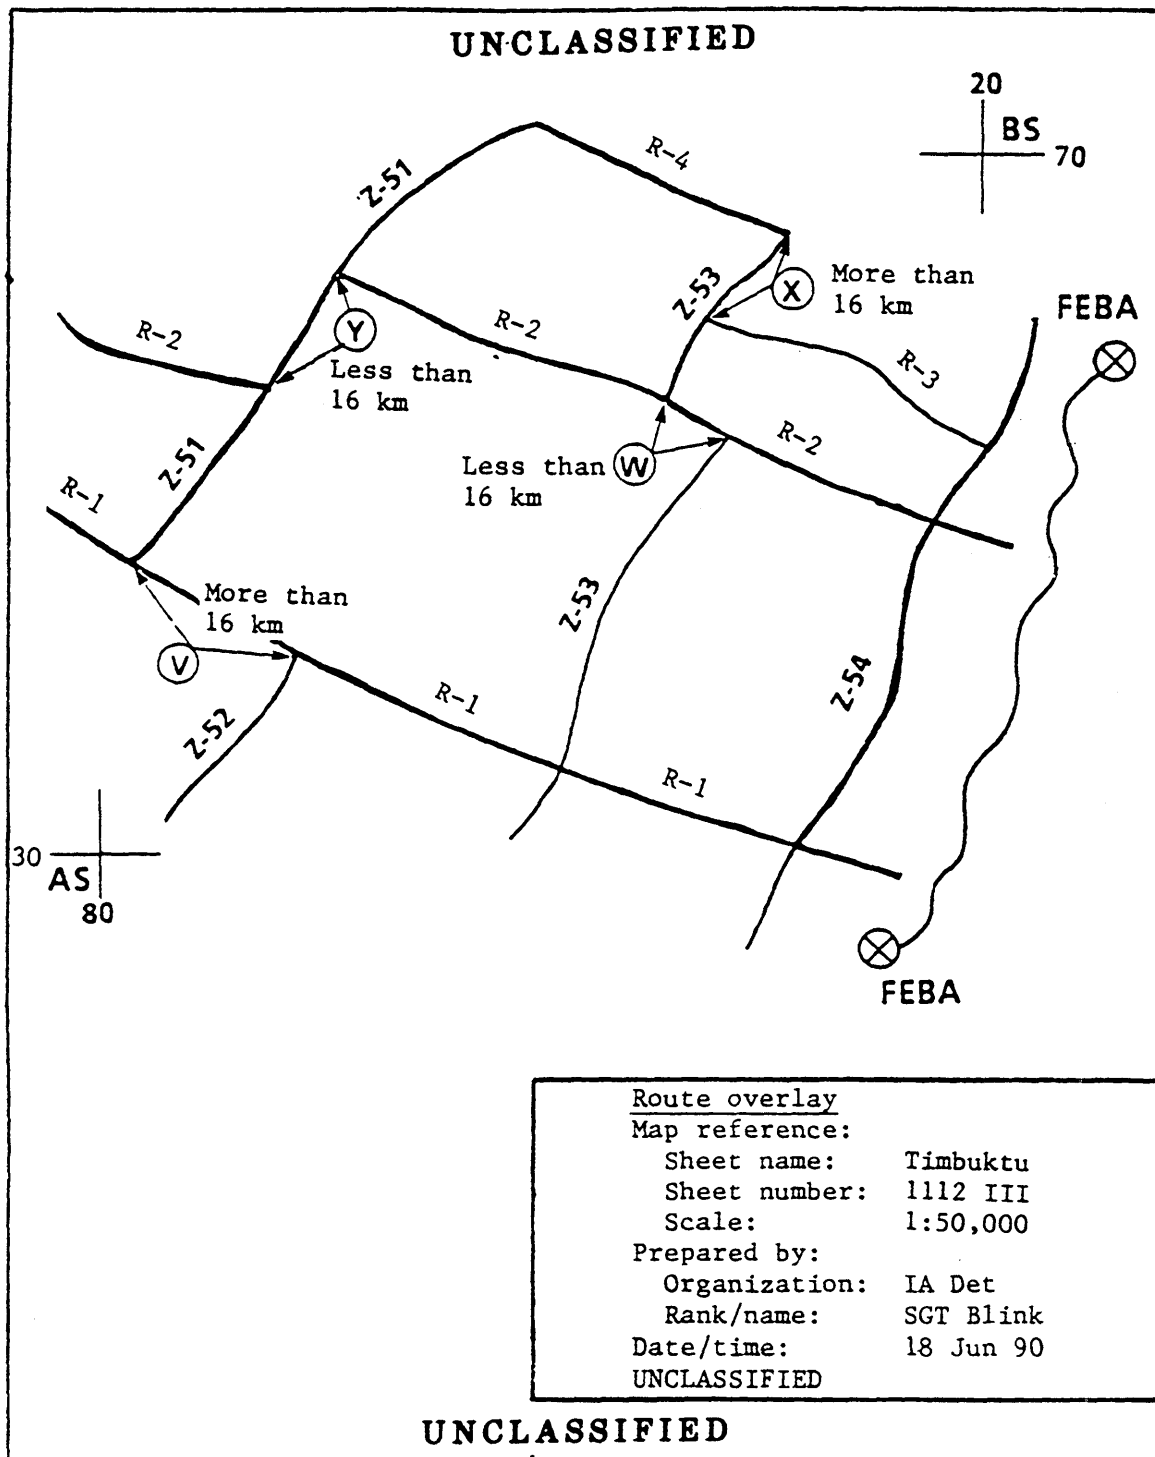 UNCLASSIFIED
20
BS
70
R-4
Z-51
X
More than
16 km
Z-53
FEBA
R-2
Y
R-2
R-3
Less than
16 km
R-2
Z-51
Less than
16 km
W
R-1
More than
16 km
Z-53
V
Z-54
R-1
Z-52
R-1
30
AS
80
FEBA
Route overlay
Map reference:
Sheet name: Timbuktu
Sheet number: 1112 III
Scale: 1:50,000
Prepared by:
Organization: IA Det
Rank/name: SGT Blink
Date/time: 18 Jun 90
UNCLASSIFIED
UNCLASSIFIED